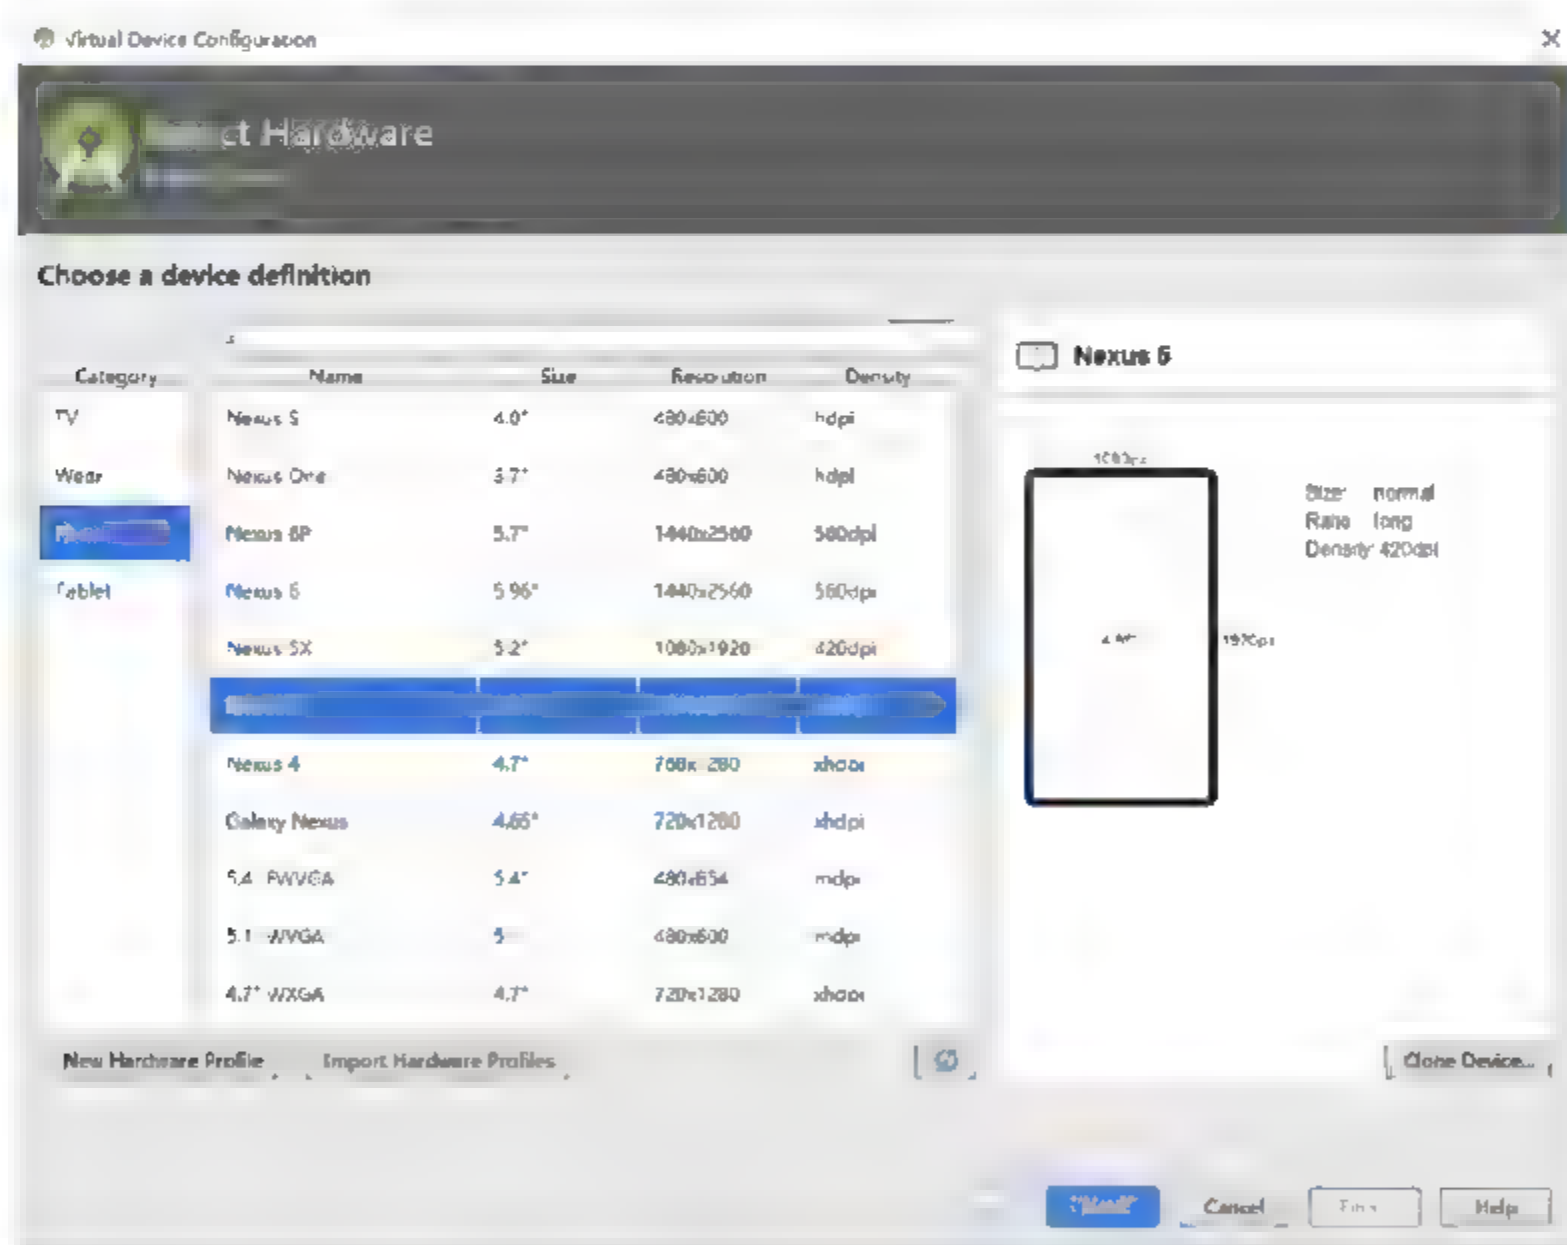 Virtual Device Configuration
Hardware
Choose a device definition
Category Name Size Resolution Density
TV Nexus S 4.0" 480x800 hdpi
Wear Nexus One 3.7" 480x800 hdpi
Nexus 6P 5.7" 1440x2560 560dpi
Tablet Nexus 6 5.96" 1440x2560 560dpi
Nexus 5X 5.2" 1080x1920 420dpi
Nexus 4 4.7" xhdpi
Galaxy Nexus 4.65" 720x1280 xhdpi
5.4" FWVGA 5.4" 480x854 mdpi
5.1" WVGA 480x800 mdpi
4.7" WXGA 4.7" 720x1280 xhdpi
New Hardware Profile Import Hardware Profiles
Nexus
1080px
1920px
Size: normal
Ratio: long
Density: 420dpi
Clone Device...
Cancel Help